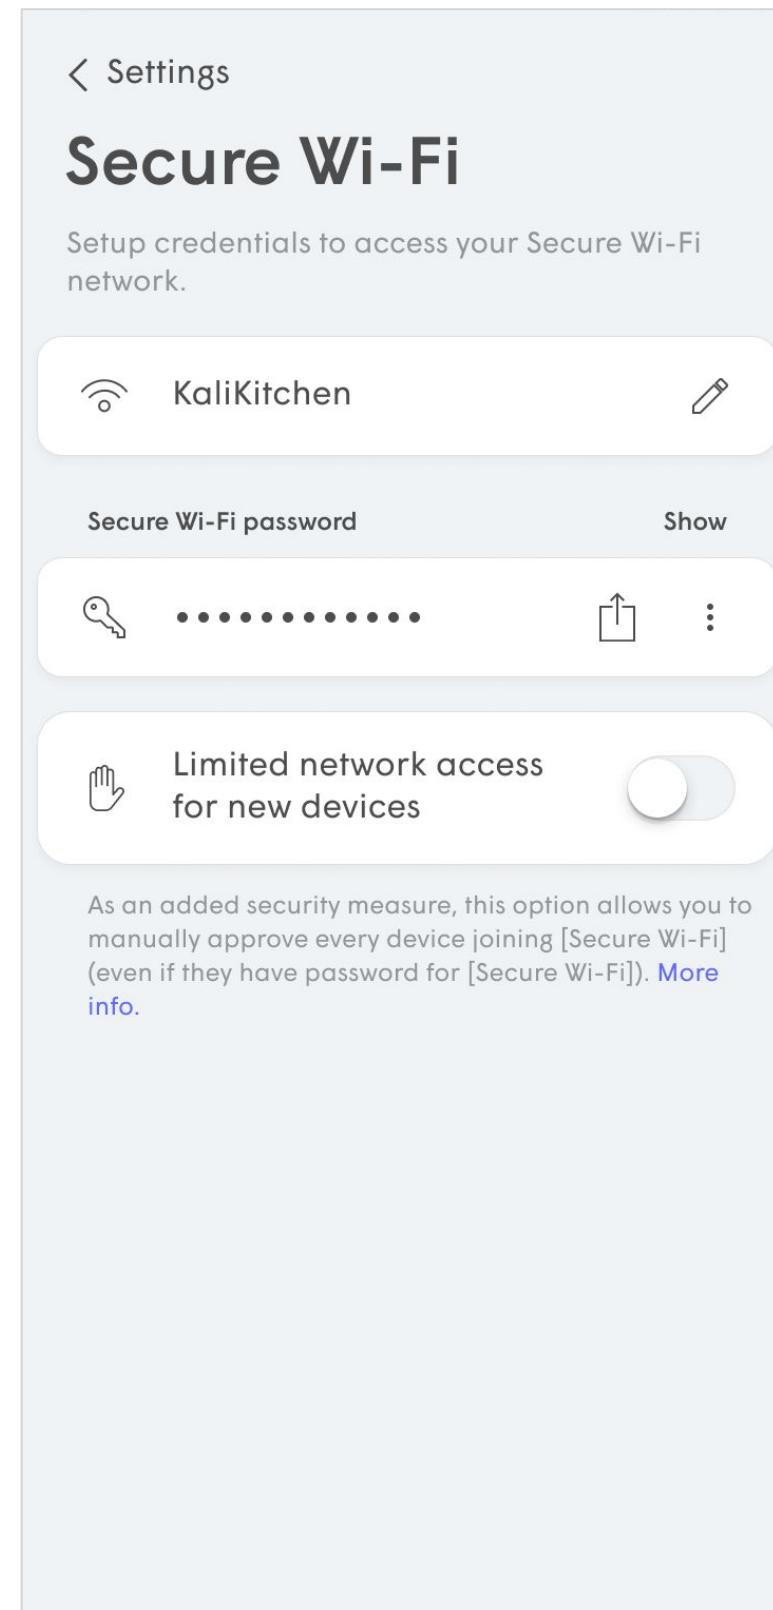 Settings
Secure Wi-Fi
Setup credentials to access your Secure Wi-Fi
network.
KaliKitchen
Secure Wi-Fi password Show
••••••••••••
Limited network access
for new devices
As an added security measure, this option allows you to
manually approve every device joining [Secure Wi-Fi]
(even if they have password for [Secure Wi-Fi]). More
info.